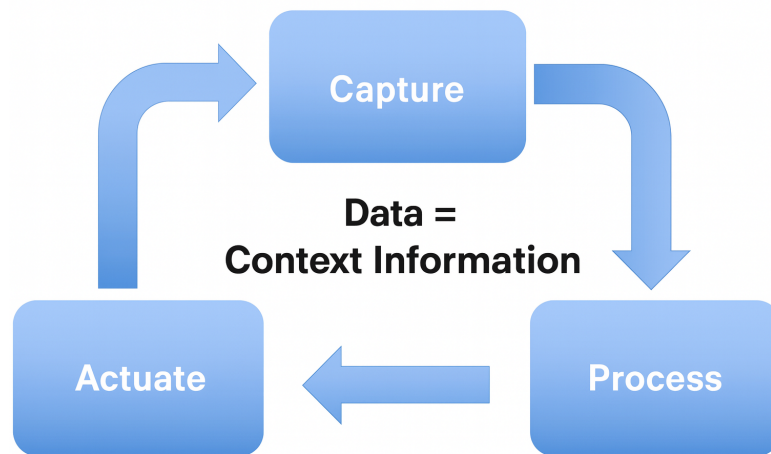 Capture
Data =
Context Information
Actuate
Process